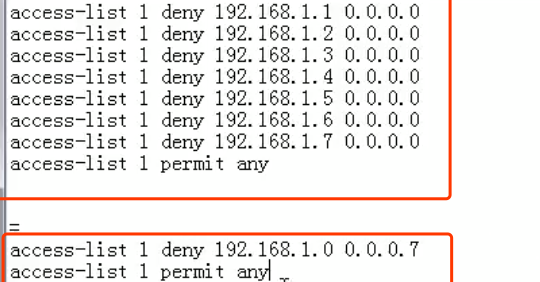 access-list 1 deny 192.168.1.1 0.0.0.0
access-list 1 deny 192.168.1.2 0.0.0.0
access-list 1 deny 192.168.1.3 0.0.0.0
access-list 1 deny 192.168.1.4 0.0.0.0
access-list 1 deny 192.168.1.5 0.0.0.0
access-list 1 deny 192.168.1.6 0.0.0.0
access-list 1 deny 192.168.1.7 0.0.0.0
access-list 1 permit any
=
access-list 1 deny 192.168.1.0 0.0.0.7
access-list 1 permit any